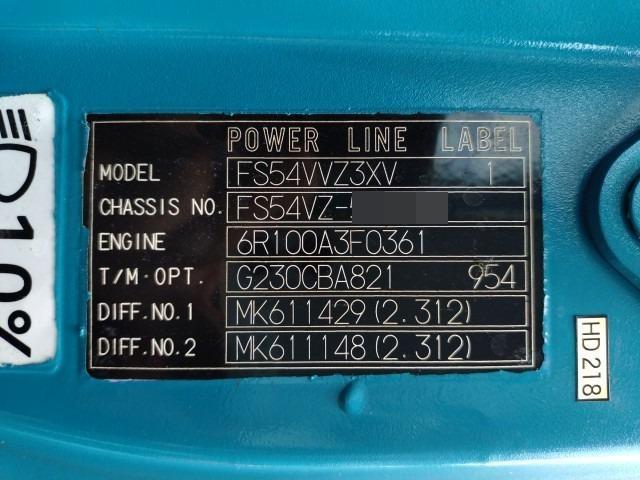 POWER LINE LABEL
MODEL FS54VVZ3XV 1
CHASSIS NO. FS54VZ-
ENGINE 6R100A3F0361
T/M·OPT. G230CBA821 954
DIFF.NO.1 MK611429(2.312)
DIFF.NO.2 MK611148(2.312)
10%
HD218